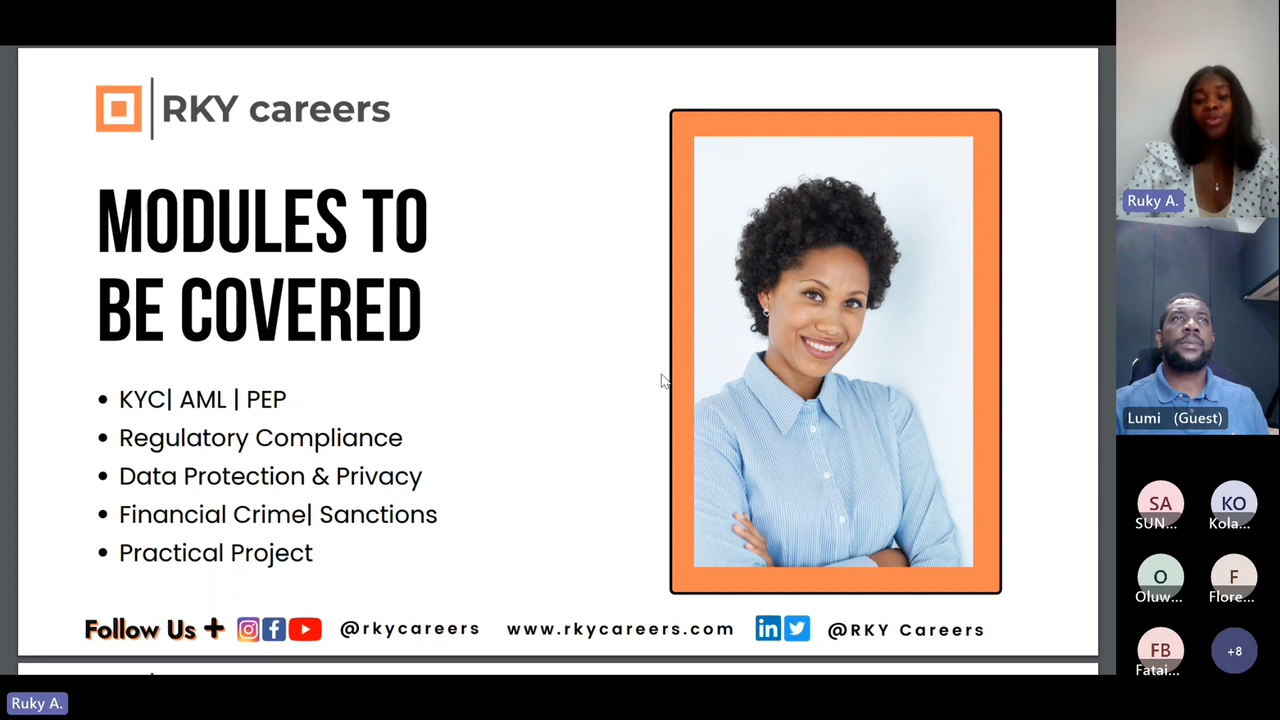 RKY careers
MODULES TO
BE COVERED
• KYC| AML | PEP
• Regulatory Compliance
• Data Protection & Privacy
• Financial Crime| Sanctions
• Practical Project
Follow Us + @rkycareers www.rkycareers.com in @RKY Careers
Ruky A.
Lumi (Guest)
SA KO
SUN... Kola...
O F
Oluw... Flore...
FB +8
Fatai...
Ruky A.